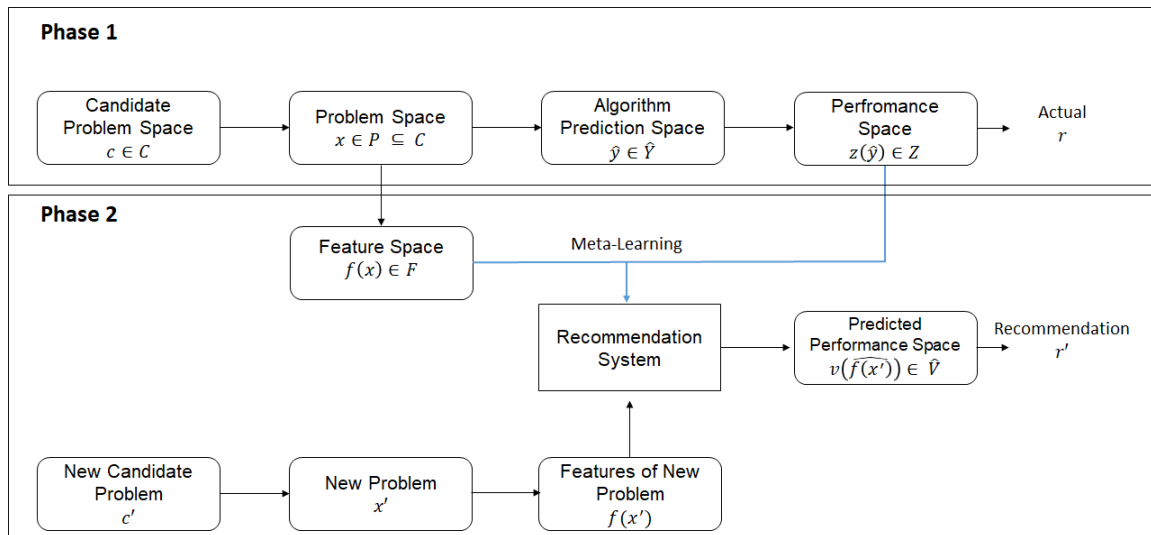 Phase 1
Candidate
Problem Space
c ∈ C
Problem Space
x ∈ P ⊆ C
Algorithm
Prediction Space
ŷ ∈ Ŷ
Perfromance
Space
z(ŷ) ∈ Z
Actual
r
Phase 2
Feature Space
f(x) ∈ F
Meta-Learning
Recommendation
System
Predicted
Performance Space
v(f(x′)̂) ∈ V̂
Recommendation
r′
New Candidate
Problem
c′
New Problem
x′
Features of New
Problem
f(x′)